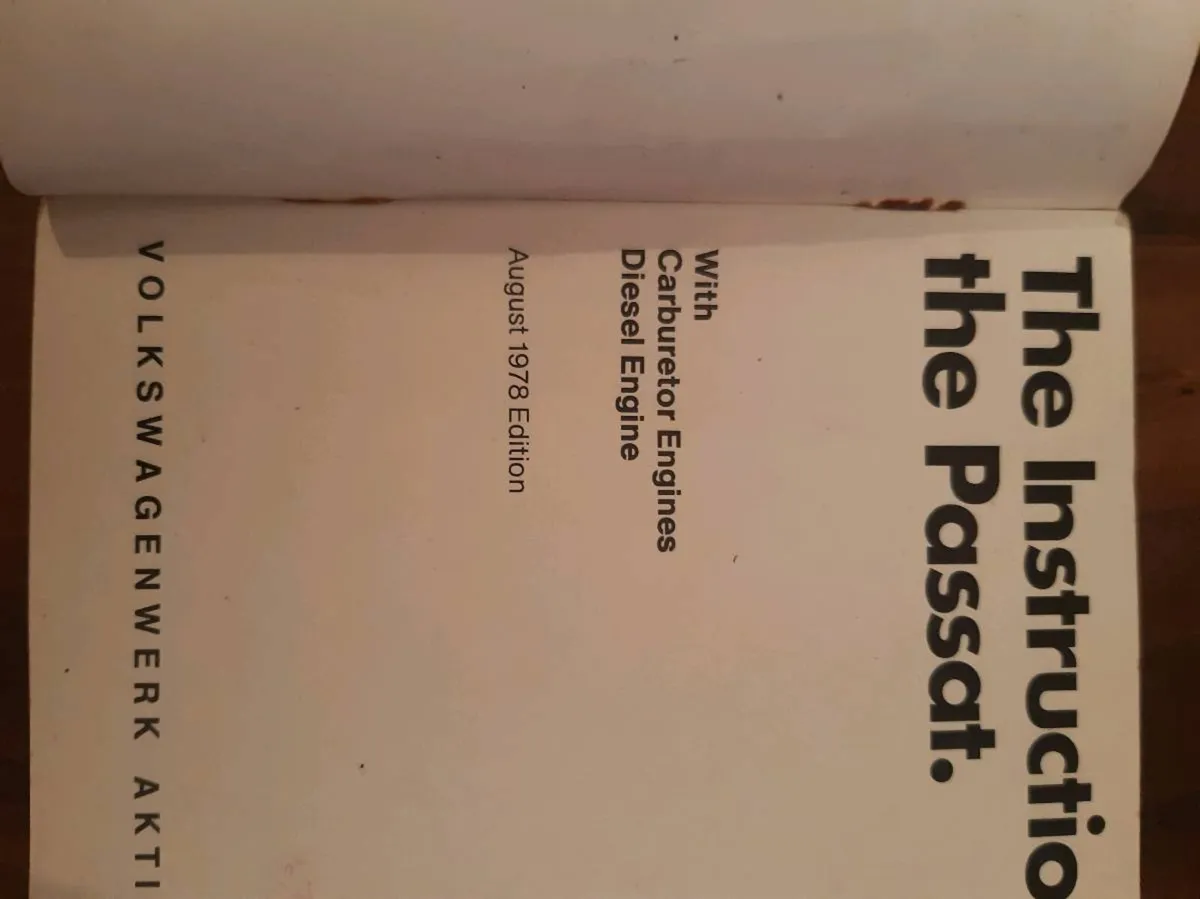 The Instructio
the Passat.
With
Carburetor Engines
Diesel Engine
August 1978 Edition
VOLKSWAGENWERK AKTI